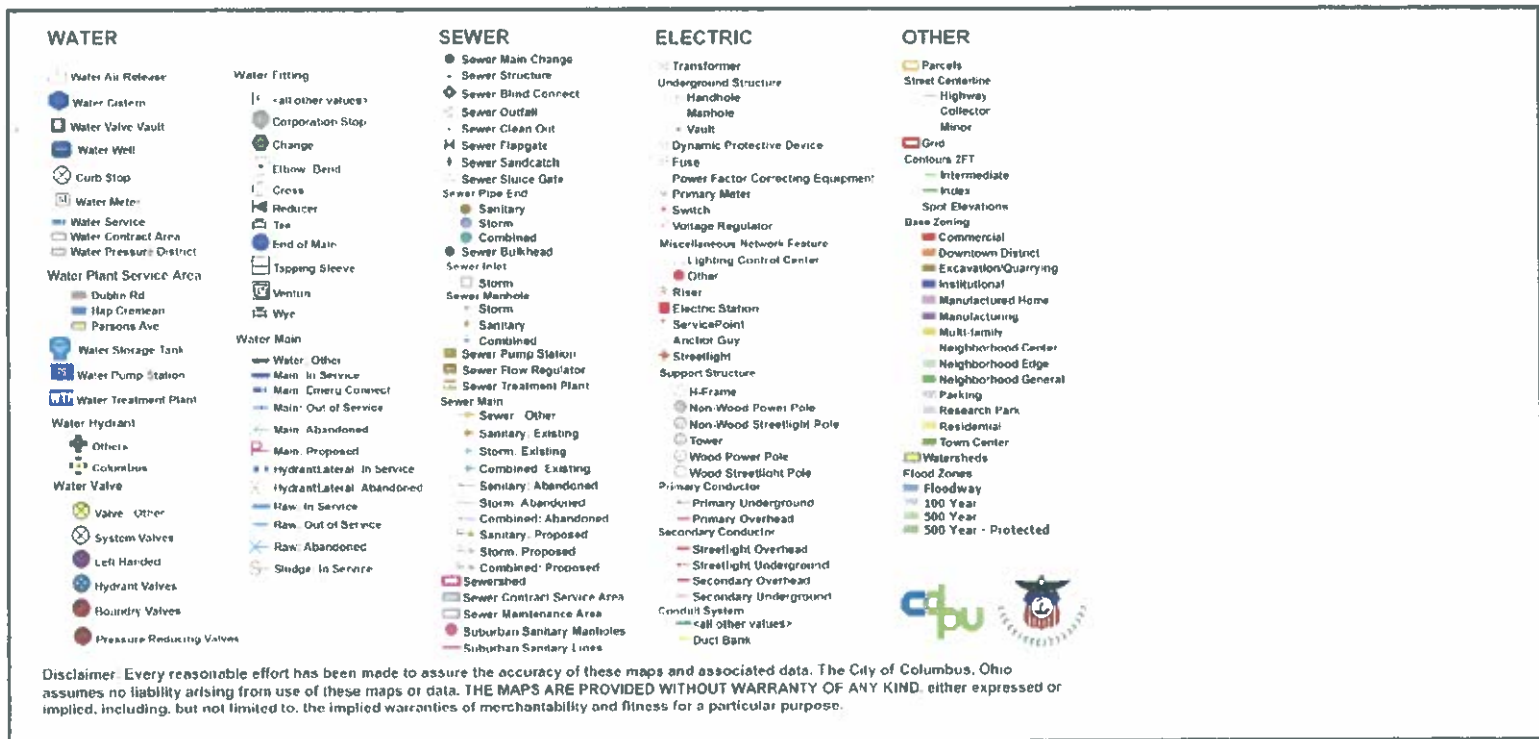 WATER
Water Air Release
Water Cistern
Water Valve Vault
Water Well
Curb Stop
Water Meter
Water Service
Water Contract Area
Water Pressure District
Water Plant Service Area
Dublin Rd
Hap Cremean
Parsons Ave
Water Storage Tank
PS Water Pump Station
WTP Water Treatment Plant
Water Hydrant
Others
Columbus
Water Valve
Valve Other
System Valves
Left Handed
Hydrant Valves
Boundry Valves
Pressure Reducing Valves
Water Fitting
<all other values>
Corporation Stop
Change
Elbow Bend
Cross
Reducer
Tee
End of Main
Tapping Sleeve
Venturi
Wye
Water Main
Water: Other
Main: In Service
Main: Emerg Connect
Main: Out of Service
Main: Abandoned
Main: Proposed
HydrantLateral: In Service
HydrantLateral: Abandoned
Raw: In Service
Raw: Out of Service
Raw: Abandoned
Sludge: In Service
SEWER
Sewer Main Change
Sewer Structure
Sewer Blind Connect
Sewer Outfall
Sewer Clean Out
Sewer Flapgate
Sewer Sandcatch
Sewer Sluice Gate
Sewer Pipe End
Sanitary
Storm
Combined
Sewer Bulkhead
Sewer Inlet
Storm
Sewer Manhole
Storm
Sanitary
Combined
Sewer Pump Station
Sewer Flow Regulator
Sewer Treatment Plant
Sewer Main
Sewer: Other
Sanitary: Existing
Storm: Existing
Combined: Existing
Sanitary: Abandoned
Storm: Abandoned
Combined: Abandoned
Sanitary: Proposed
Storm: Proposed
Combined: Proposed
Sewershed
Sewer Contract Service Area
Sewer Maintenance Area
Suburban Sanitary Manholes
Suburban Sanitary Lines
ELECTRIC
Transformer
Underground Structure
Handhole
Manhole
Vault
Dynamic Protective Device
Fuse
Power Factor Correcting Equipment
Primary Meter
Switch
Voltage Regulator
Miscellaneous Network Feature
Lighting Control Center
Other
Riser
Electric Station
ServicePoint
Anchor Guy
Streetlight
Support Structure
H-Frame
Non-Wood Power Pole
Non-Wood Streetlight Pole
Tower
Wood Power Pole
Wood Streetlight Pole
Primary Conductor
Primary Underground
Primary Overhead
Secondary Conductor
Streetlight Overhead
Streetlight Underground
Secondary Overhead
Secondary Underground
Conduit System
<all other values>
Duct Bank
OTHER
Parcels
Street Centerline
Highway
Collector
Minor
Grid
Contours 2FT
Intermediate
Index
Spot Elevations
Base Zoning
Commercial
Downtown District
Excavation/Quarrying
Institutional
Manufactured Home
Manufacturing
Multi-family
Neighborhood Center
Neighborhood Edge
Neighborhood General
Parking
Research Park
Residential
Town Center
Watersheds
Flood Zones
Floodway
100 Year
500 Year
500 Year - Protected
cdpu
Disclaimer: Every reasonable effort has been made to assure the accuracy of these maps and associated data. The City of Columbus, Ohio
assumes no liability arising from use of these maps or data. THE MAPS ARE PROVIDED WITHOUT WARRANTY OF ANY KIND, either expressed or
implied, including, but not limited to, the implied warranties of merchantability and fitness for a particular purpose.